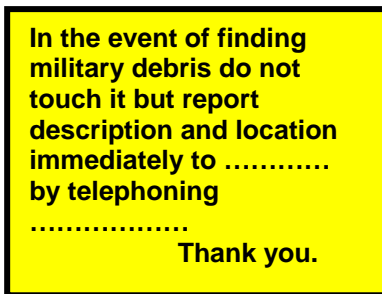 In the event of finding
military debris do not
touch it but report
description and location
immediately to …………
by telephoning
………………
Thank you.